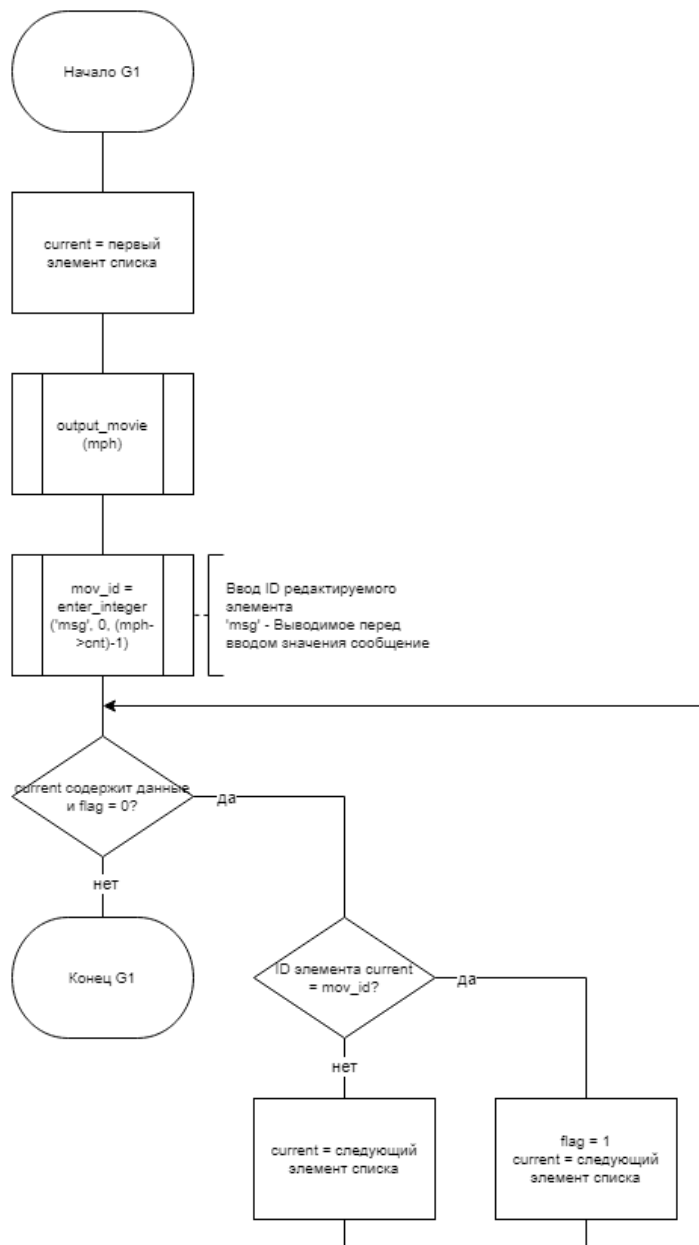 Начало G1
current = первый
элемент списка
output_movie
(mph)
mov_id =
enter_integer
('msg', 0, (mph-
>cnt)-1)
Ввод ID редактируемого
элемента
'msg' - Выводимое перед
вводом значения сообщение
current содержит данные
и flag = 0?
да
нет
Конец G1
ID элемента current
= mov_id?
да
нет
current = следующий
элемент списка
flag = 1
current = следующий
элемент списка